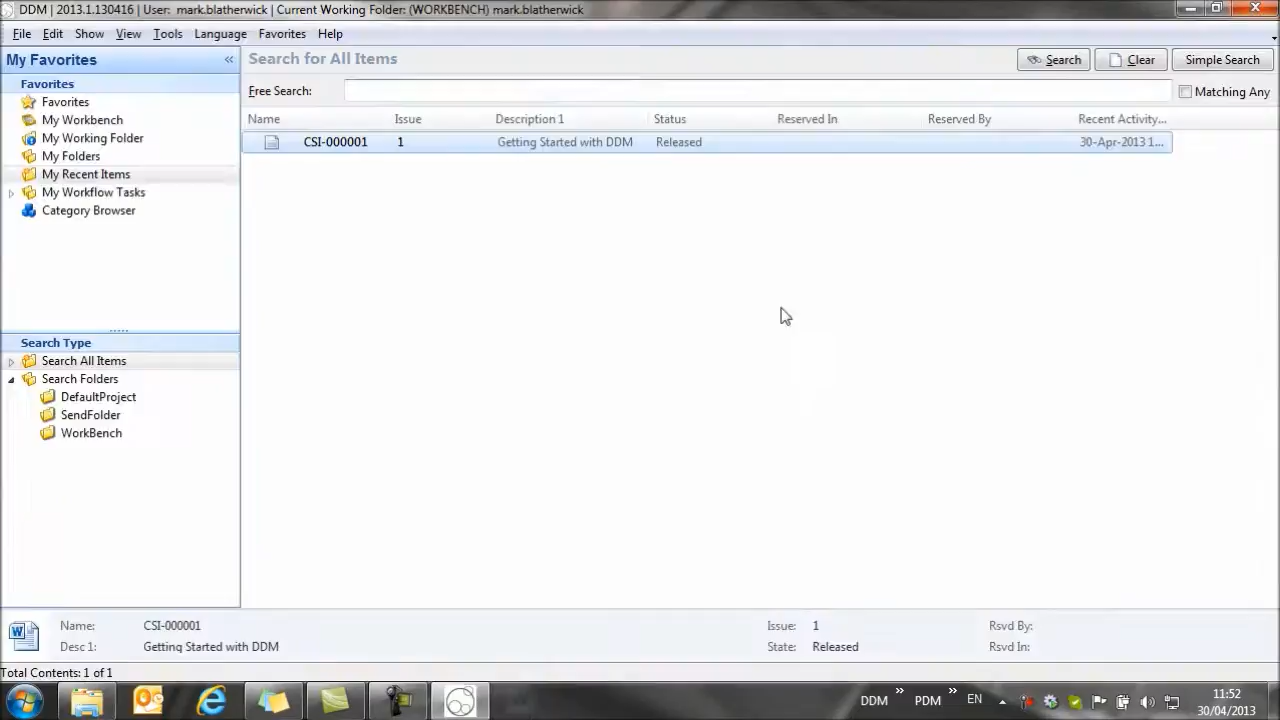 DDM | 2013.1.130416 | User: mark.blatherwick | Current Working Folder: (WORKBENCH) mark.blatherwick
File Edit Show View Tools Language Favorites Help
My Favorites «
Favorites
Favorites
My Workbench
My Working Folder
My Folders
My Recent Items
My Workflow Tasks
Category Browser
Search Type
Search All Items
Search Folders
DefaultProject
SendFolder
WorkBench
Search for All Items Search Clear Simple Search
Free Search: Matching Any
Name Issue Description 1 Status Reserved In Reserved By Recent Activity...
CSI-000001 1 Getting Started with DDM Released 30-Apr-2013 1...
Name: CSI-000001 Issue: 1 Rsvd By:
Desc 1: Getting Started with DDM State: Released Rsvd In:
Total Contents: 1 of 1
DDM » PDM » EN 11:52
30/04/2013